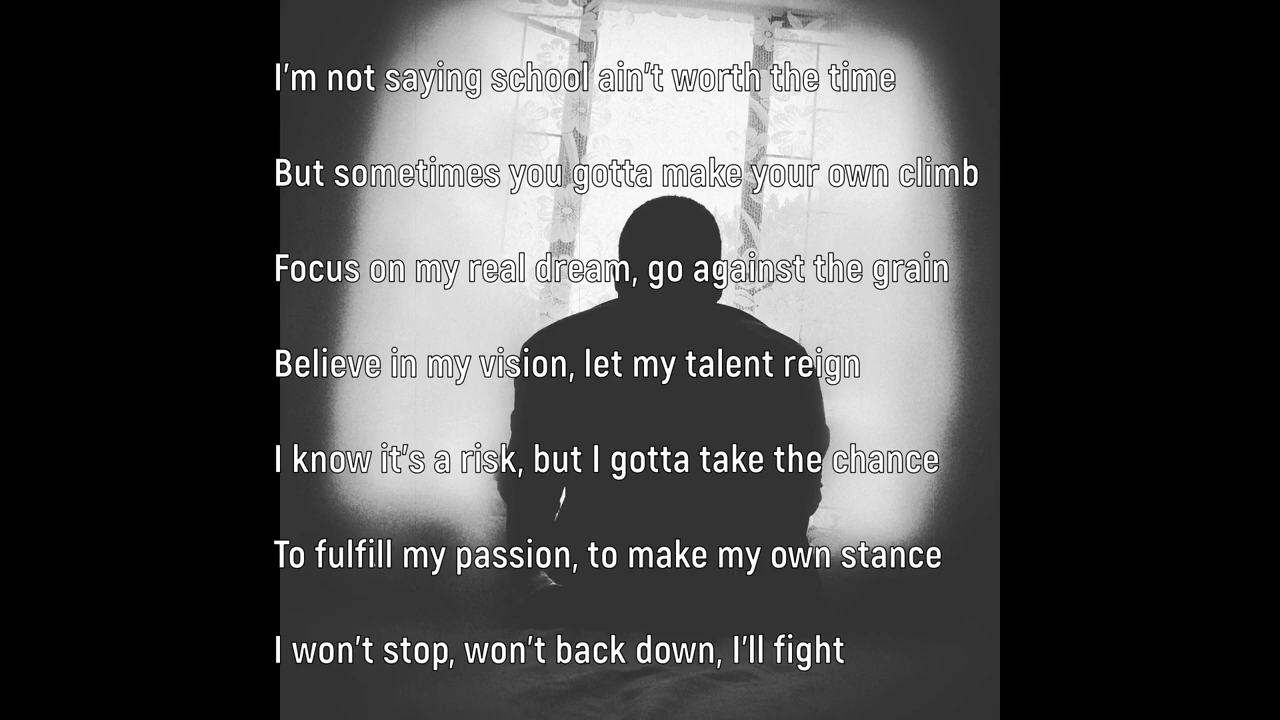 I'm not saying school ain't worth the time
But sometimes you gotta make your own climb
Focus on my real dream, go against the grain
Believe in my vision, let my talent reign
I know it's a risk, but I gotta take the chance
To fulfill my passion, to make my own stance
I won't stop, won't back down, I'll fight